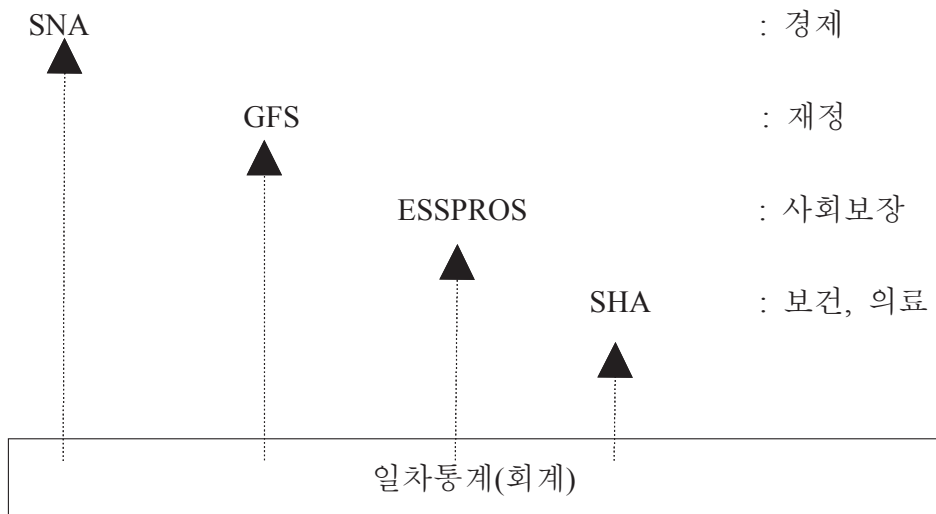 SNA : 경제
GFS : 재정
ESSPROS : 사회보장
SHA : 보건, 의료
일차통계(회계)